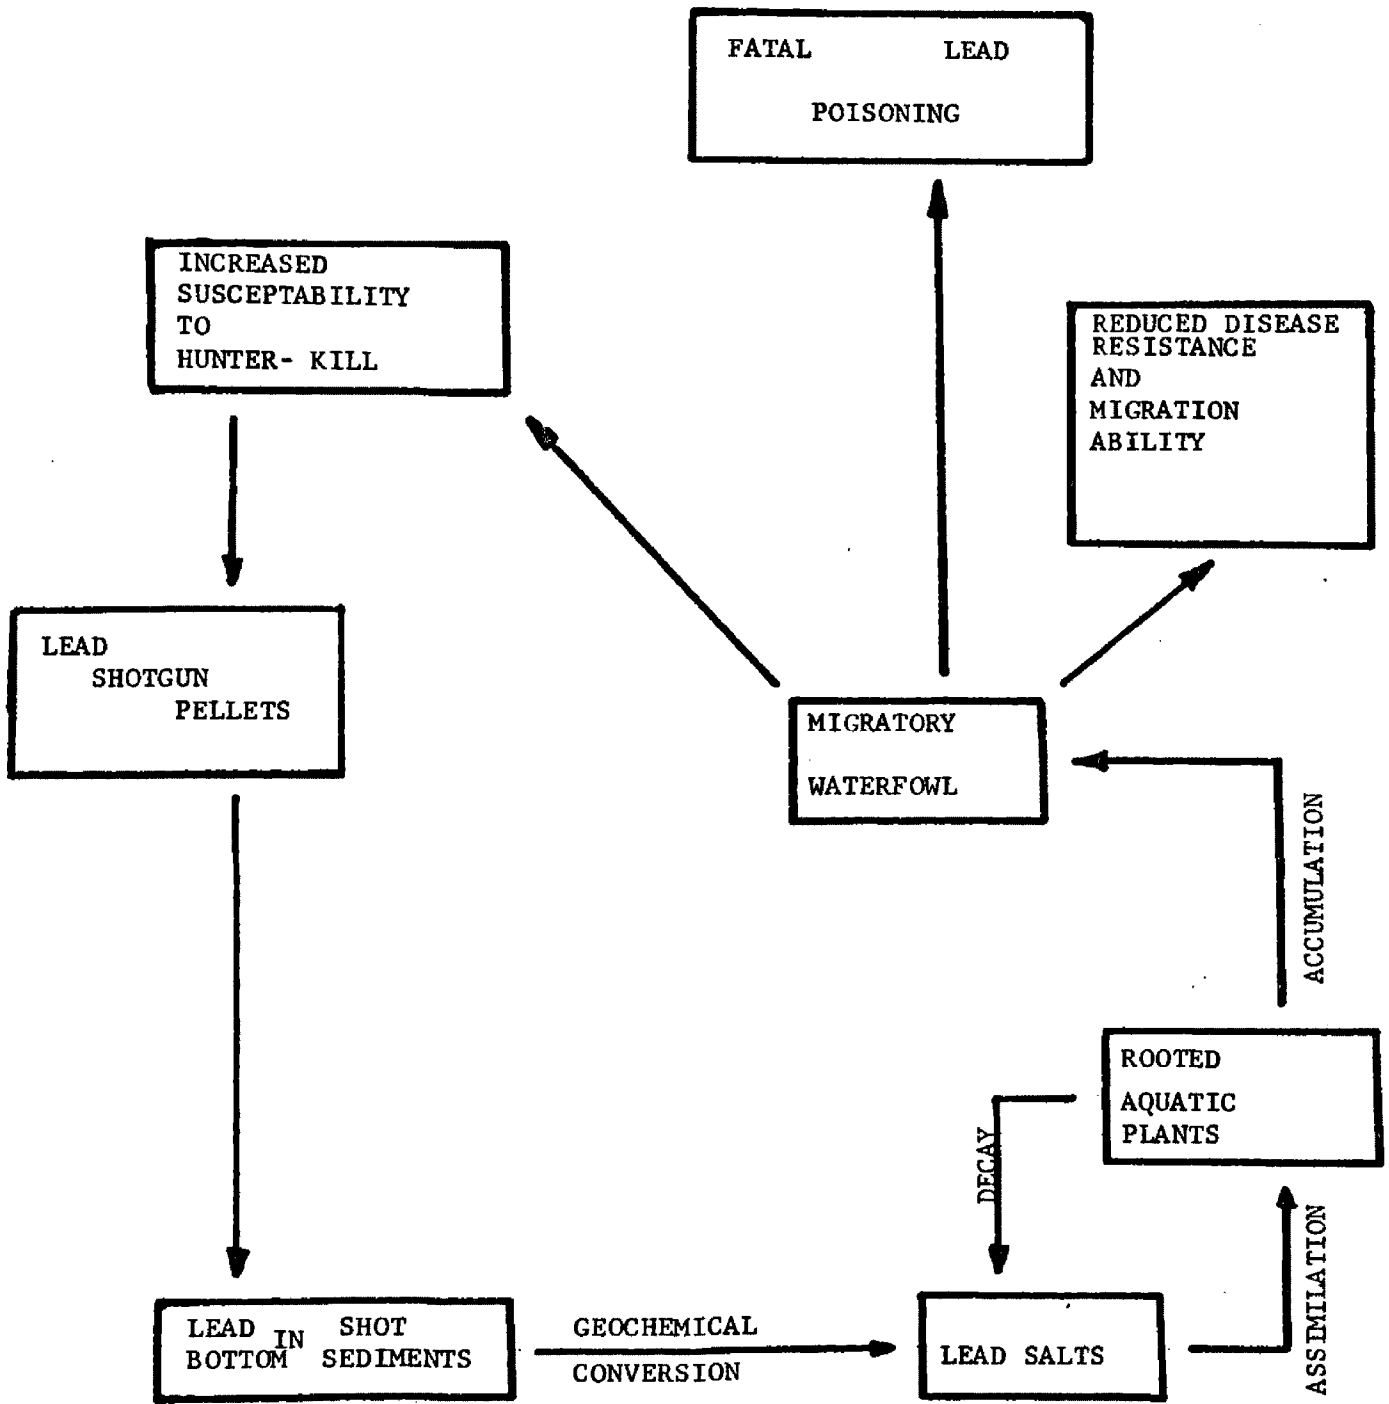 FATAL LEAD
POISONING
INCREASED
SUSCEPTABILITY
TO
HUNTER- KILL
REDUCED DISEASE
RESISTANCE
AND
MIGRATION
ABILITY
LEAD
SHOTGUN
PELLETS
MIGRATORY
WATERFOWL
ACCUMULATION
ROOTED
AQUATIC
PLANTS
DECAY
ASSIMILATION
LEAD SHOT
IN
BOTTOM SEDIMENTS
GEOCHEMICAL
CONVERSION
LEAD SALTS